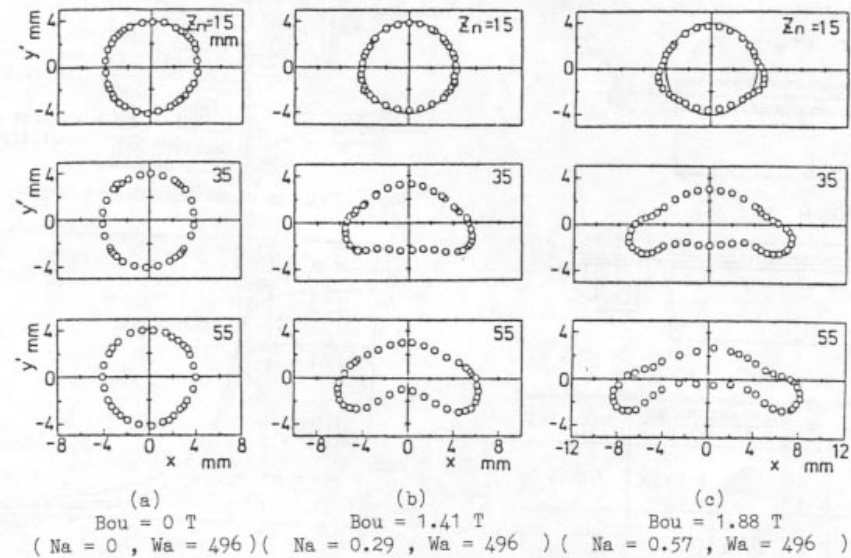 4 Zn=15 4 Zn=15 4 Zn=15
mm
y' mm 0 0 0
-4 -4 -4
4 35 4 35 4 35
y' mm 0 0 0
-4 -4 -4
4 55 4 55 4 55
y' mm 0 0 0
-4 -4 -4
-8 -4 0 4 8 -8 -4 0 4 8 -12 -8 -4 0 4 8 12
x mm x mm x mm
(a) (b) (c)
Bou = 0 T Bou = 1.41 T Bou = 1.88 T
( Na = 0 , Wa = 496 )( Na = 0.29 , Wa = 496 )( Na = 0.57 , Wa = 496 )